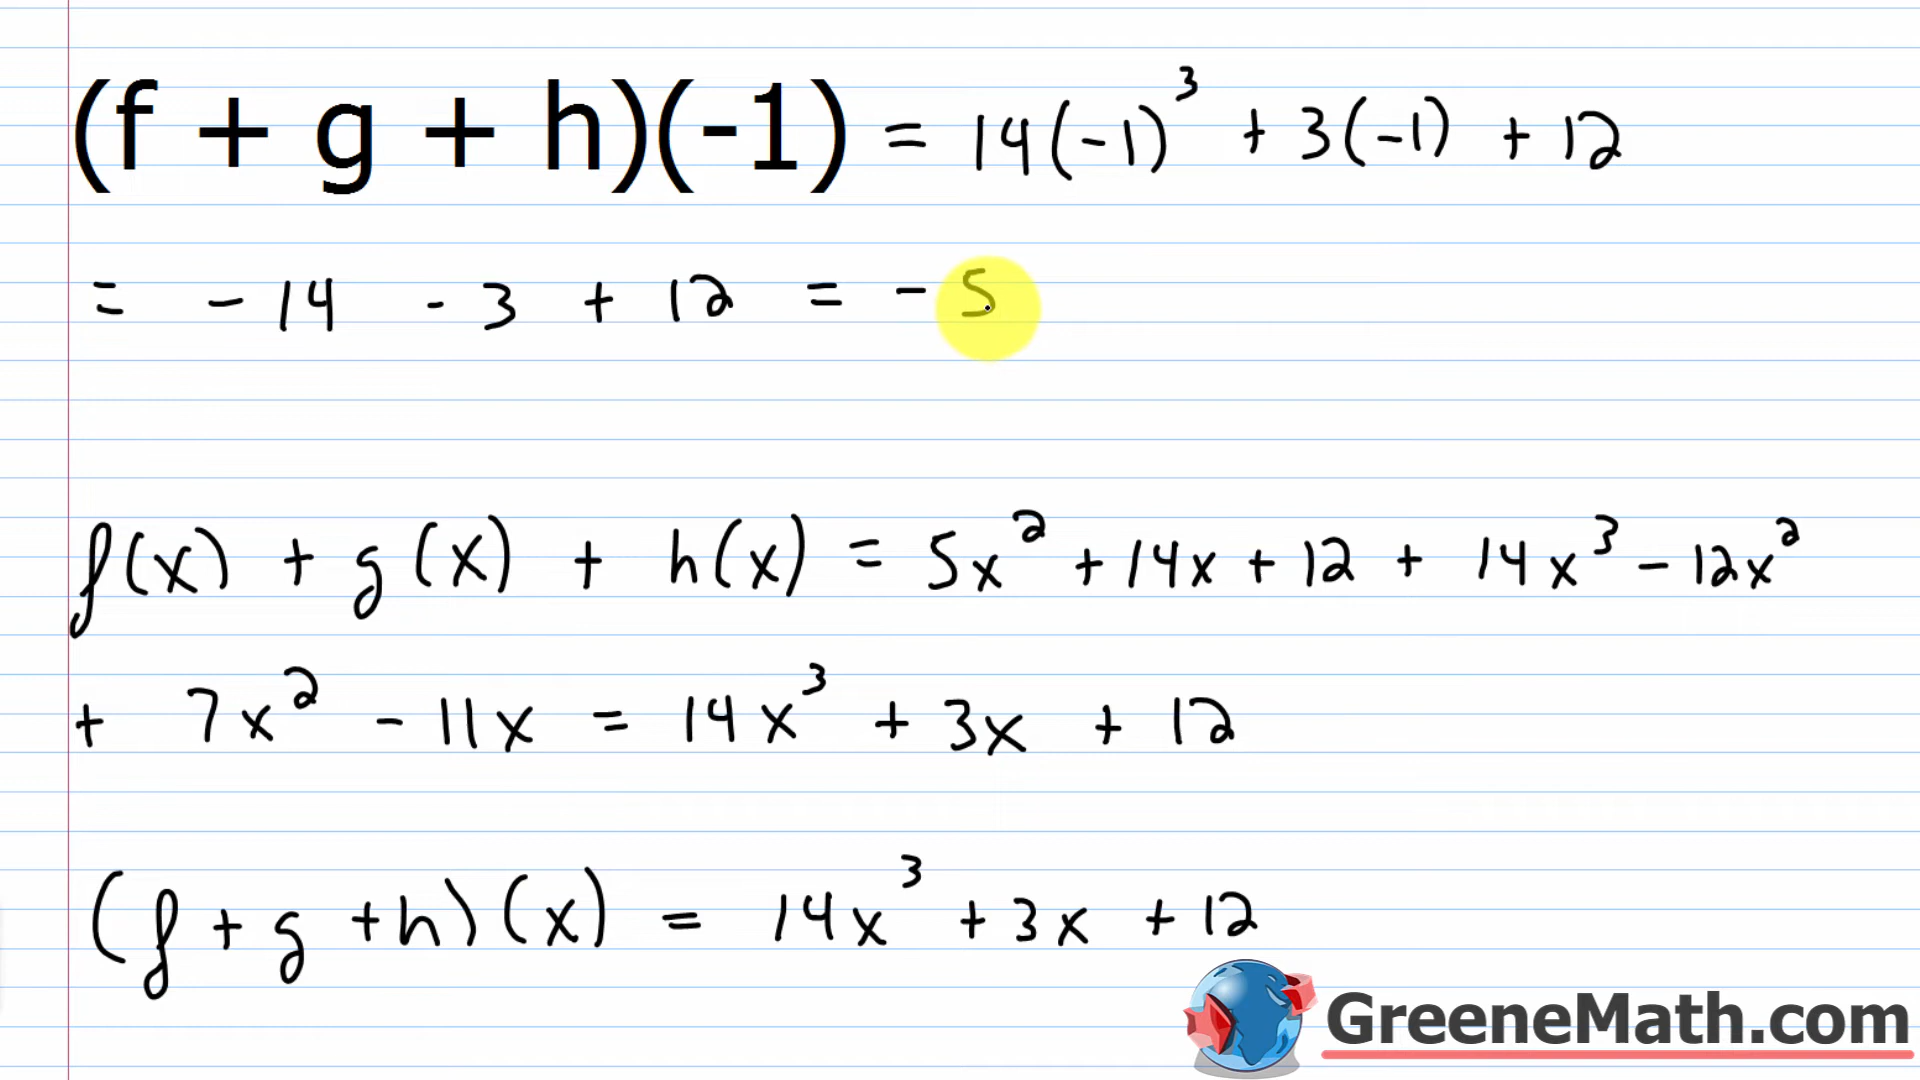 (f + g + h)(-1) = 14(-1)³ + 3(-1) + 12
= - 14 - 3 + 12 = - 5
f(x) + g(x) + h(x) = 5x² + 14x + 12 + 14x³ - 12x²
+ 7x² - 11x = 14x³ + 3x + 12
(f + g + h)(x) = 14x³ + 3x + 12
GreeneMath.com